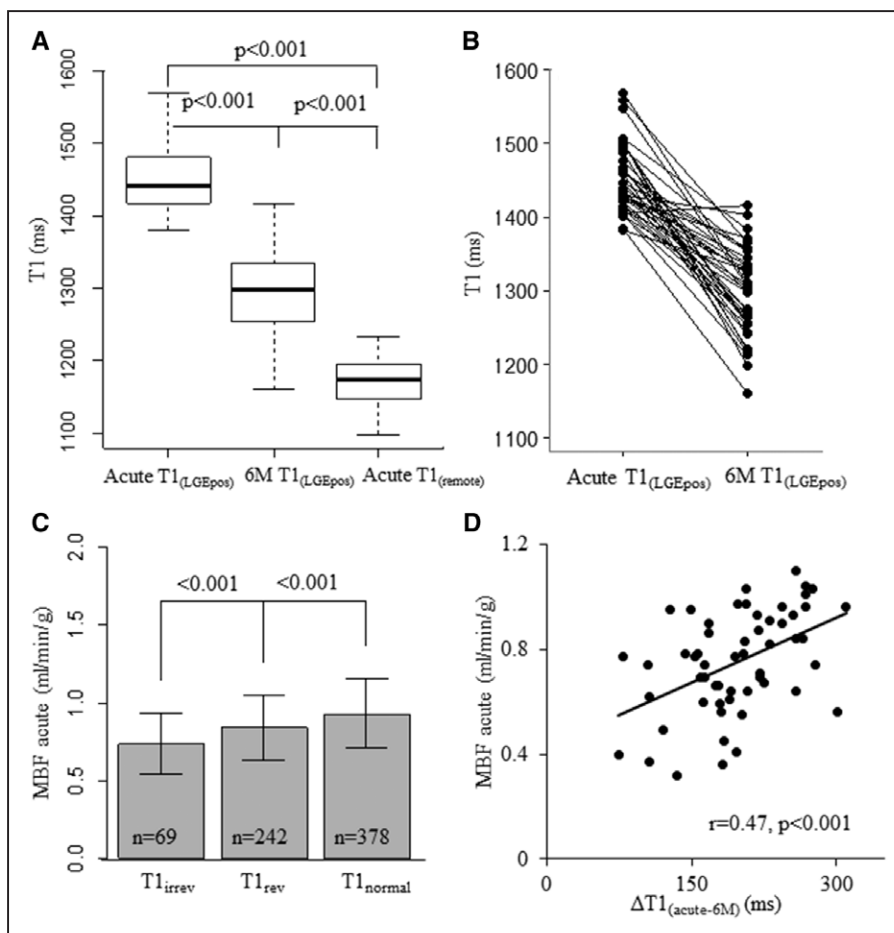 A
p<0.001
p<0.001 p<0.001
T1 (ms)
1600
1500
1400
1300
1200
1100
Acute T1(LGEpos) 6M T1(LGEpos) Acute T1(remote)
B
T1 (ms)
1600
1500
1400
1300
1200
1100
Acute T1(LGEpos) 6M T1(LGEpos)
C
MBF acute (ml/min/g)
2.0
1.5
1.0
0.5
0.0
<0.001 <0.001
n=69 n=242 n=378
T1irrev T1rev T1normal
D
MBF acute (ml/min/g)
1.2
0.8
0.4
0
r=0.47, p<0.001
0 150 300
ΔT1(acute-6M) (ms)